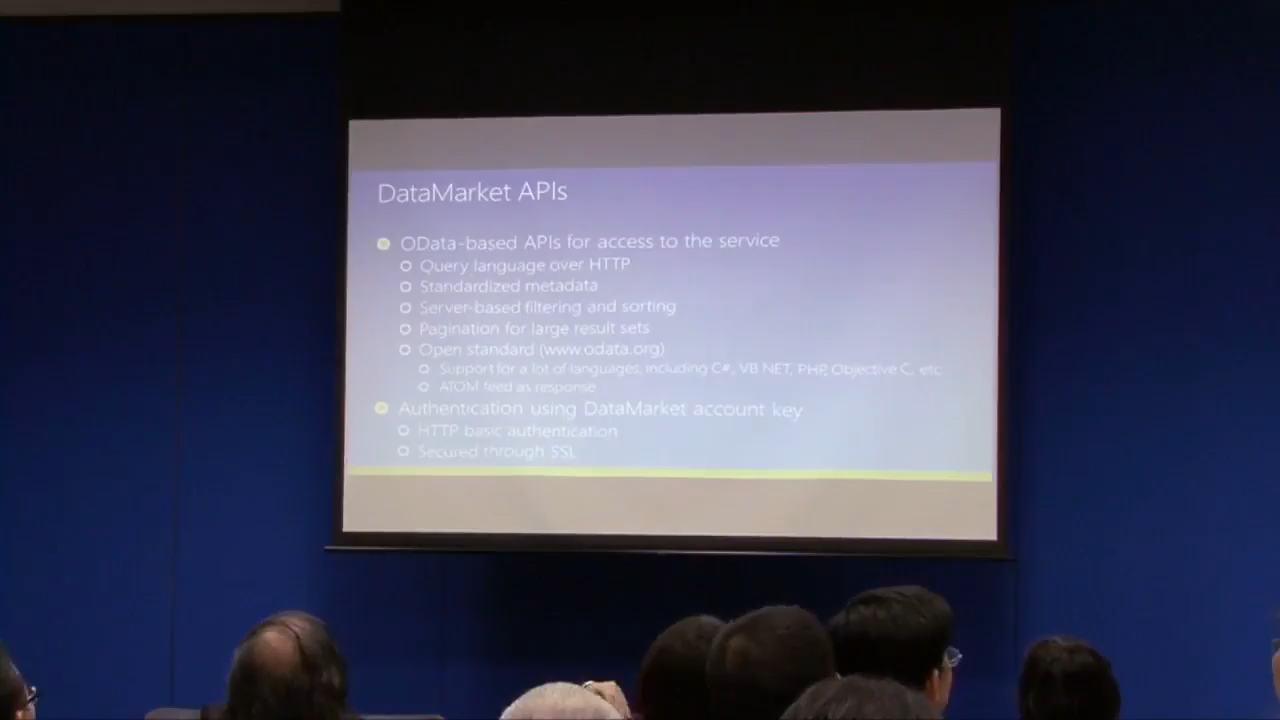 DataMarket APIs
OData-based APIs for access to the service
Query language over HTTP
Standardized metadata
Server-based filtering and sorting
Pagination for large result sets
Open standard (www.odata.org)
Support for a lot of languages, including C#, VB NET, PHP, Objective C, etc
ATOM feed as response
Authentication using DataMarket account key
HTTP basic authentication
Secured through SSL